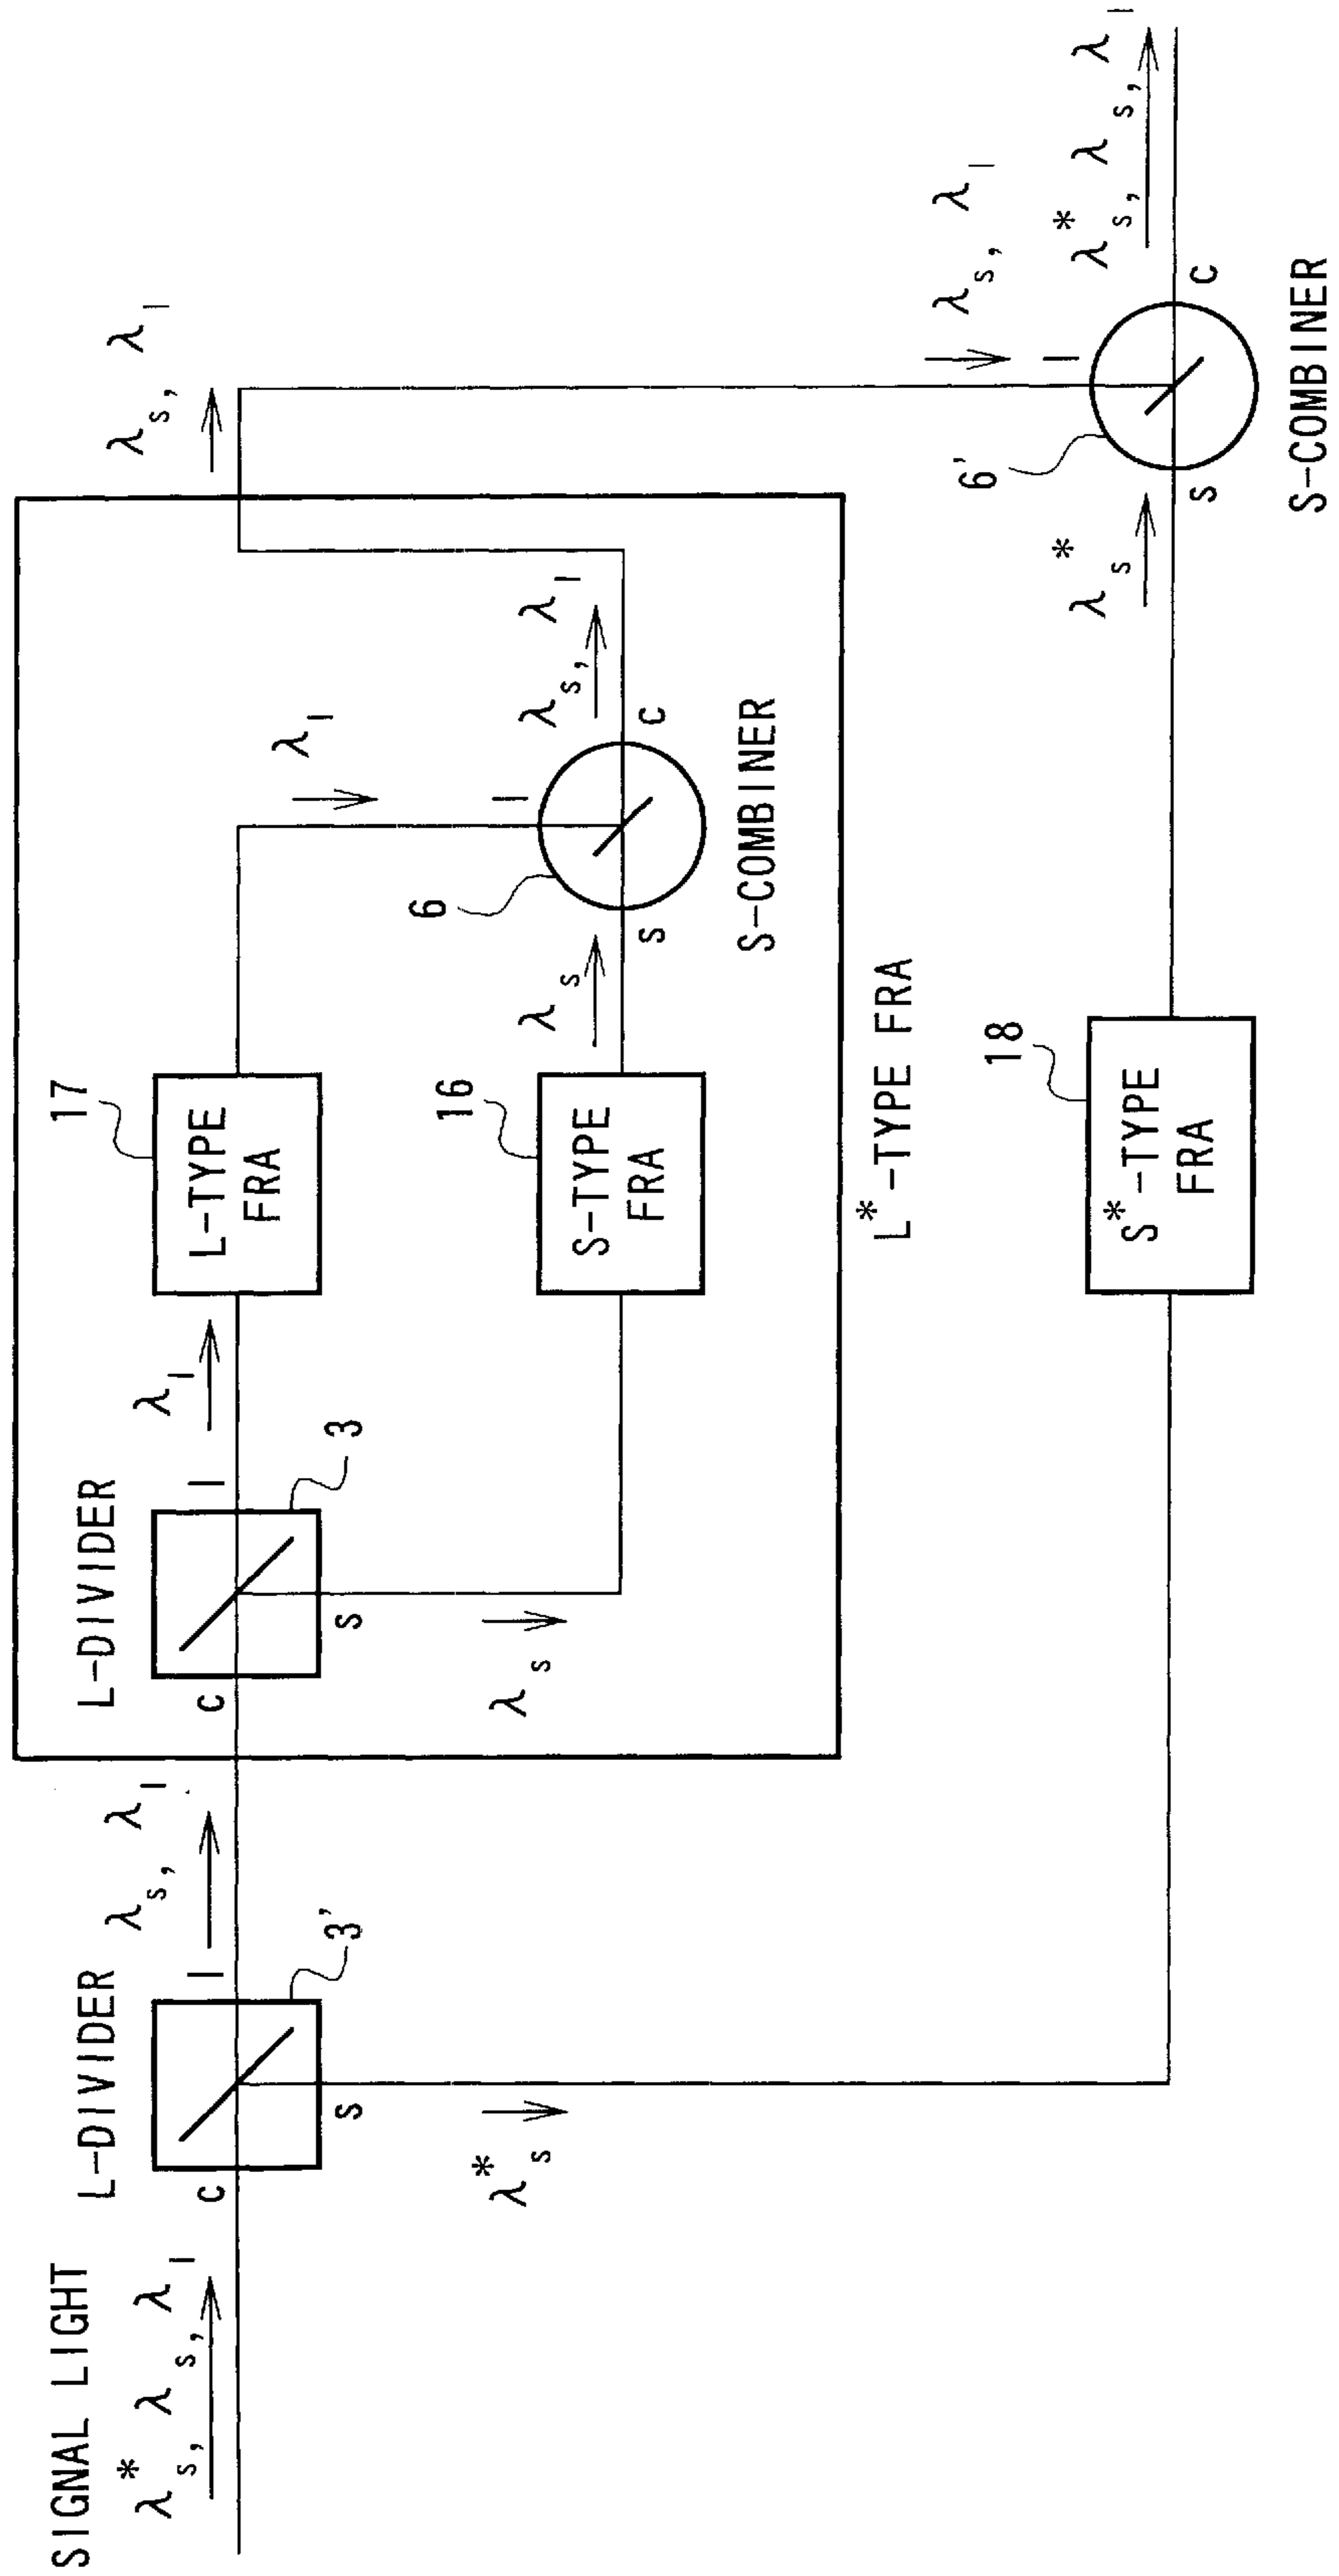 SIGNAL LIGHT
λ*s, λs, λl
L-DIVIDER
c
l
s
3'
λ*s
λs, λl
L-DIVIDER
c
l
s
3
λl
λs
17
L-TYPE
FRA
16
S-TYPE
FRA
λl
λs
6
l
s
c
S-COMBINER
λs, λl
L*-TYPE FRA
λs, λl
18
S*-TYPE
FRA
λ*s
λs, λl
6'
l
s
c
S-COMBINER
λ*s, λs, λl